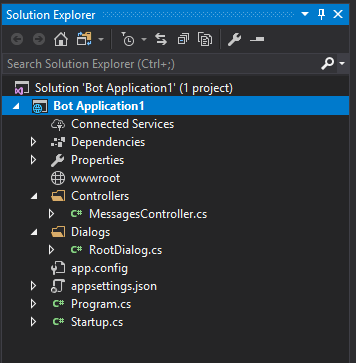 Solution Explorer
Search Solution Explorer (Ctrl+;)
Solution 'Bot Application1' (1 project)
Bot Application1
Connected Services
Dependencies
Properties
wwwroot
Controllers
C# MessagesController.cs
Dialogs
C# RootDialog.cs
app.config
appsettings.json
C# Program.cs
C# Startup.cs